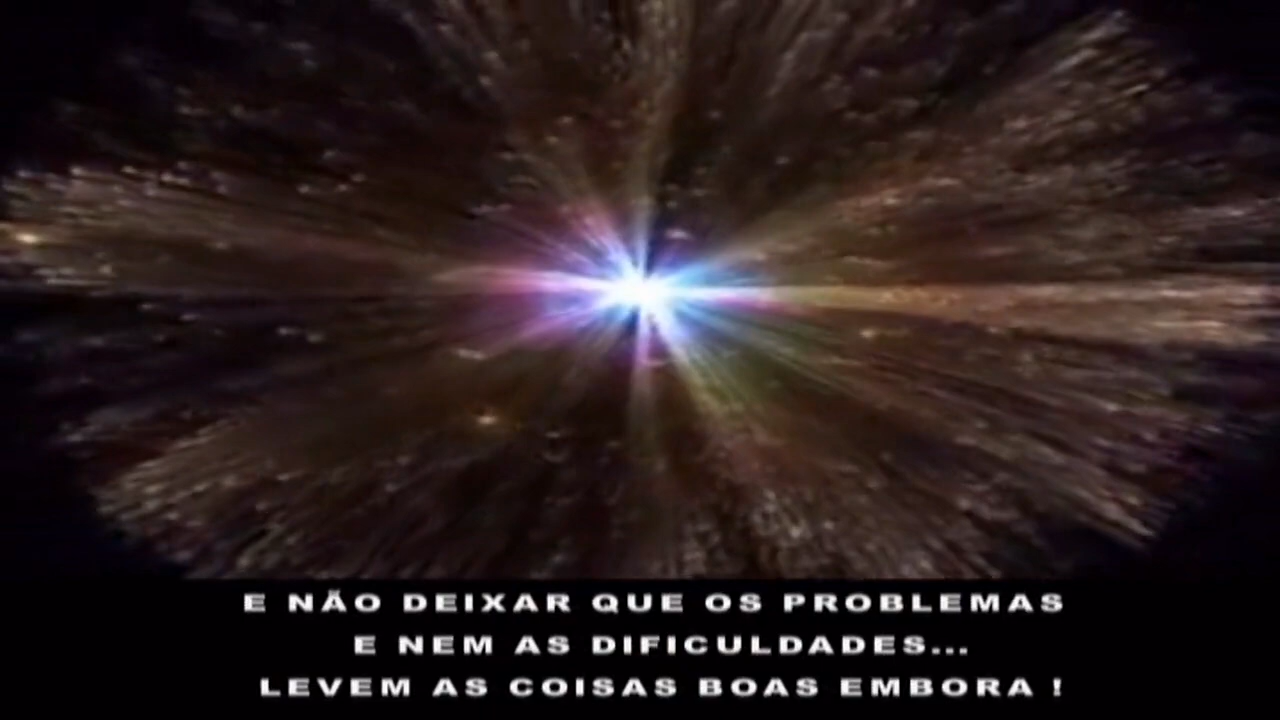 E NÃO DEIXAR QUE OS PROBLEMAS
E NEM AS DIFICULDADES...
LEVEM AS COISAS BOAS EMBORA !